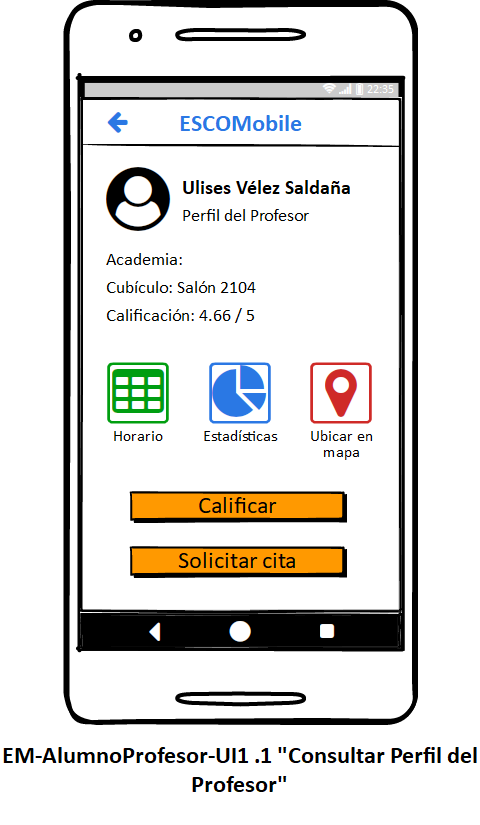 22:35
ESCOMobile
Ulises Vélez Saldaña
Perfil del Profesor
Academia:
Cubículo: Salón 2104
Calificación: 4.66 / 5
Horario
Estadísticas
Ubicar en
mapa
Calificar
Solicitar cita
EM-AlumnoProfesor-UI1 .1 "Consultar Perfil del
Profesor"